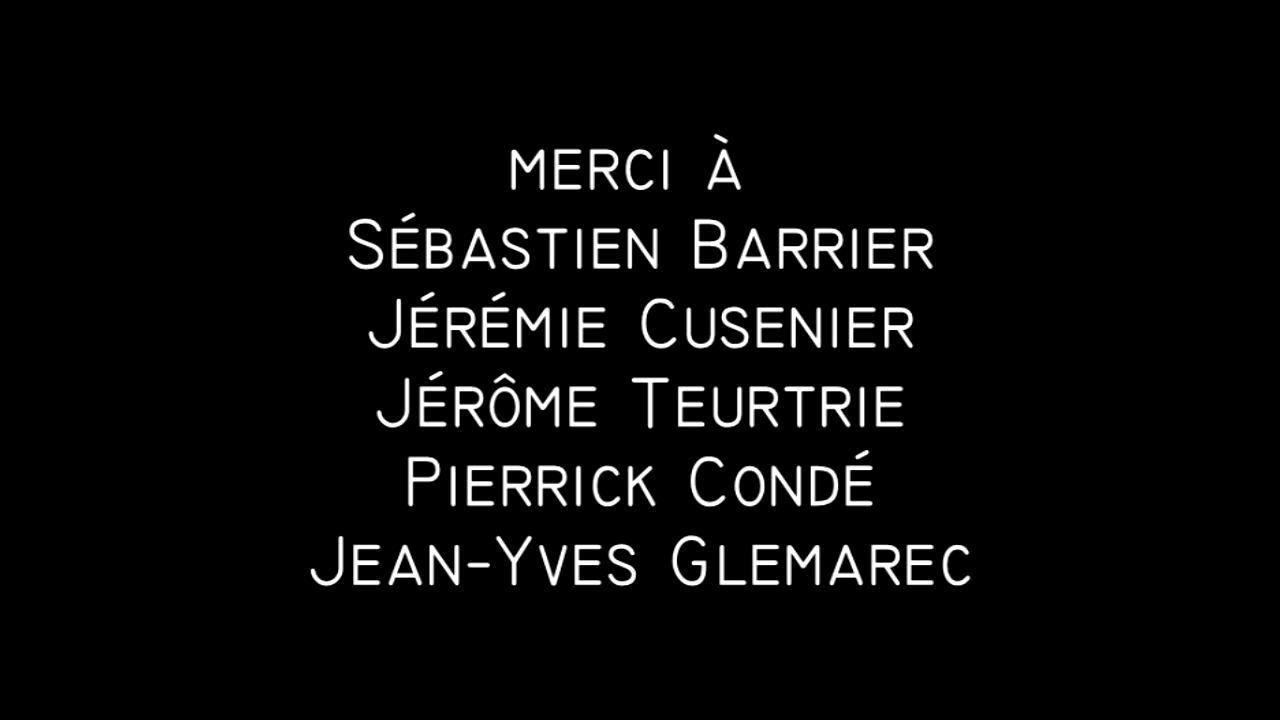 MERCI À
SÉBASTIEN BARRIER
JÉRÉMIE CUSENIER
JÉRÔME TEURTRIE
PIERRICK CONDÉ
JEAN-YVES GLEMAREC